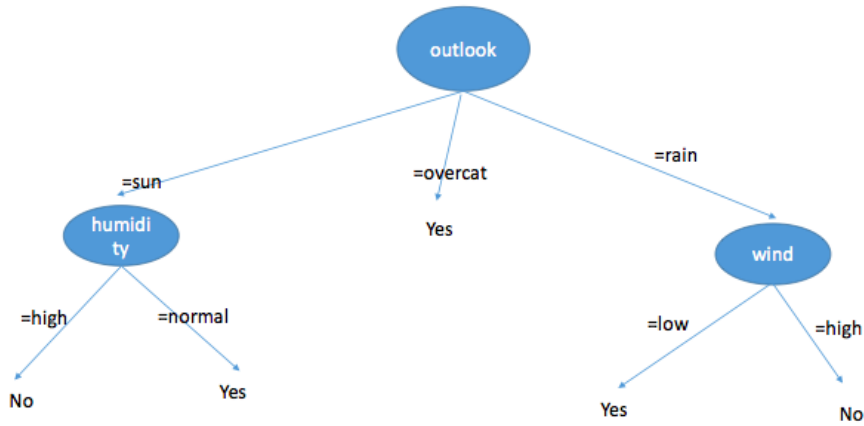 outlook
=sun
=overcat
=rain
humidi
ty
Yes
wind
=high
=normal
=low
=high
No
Yes
Yes
No